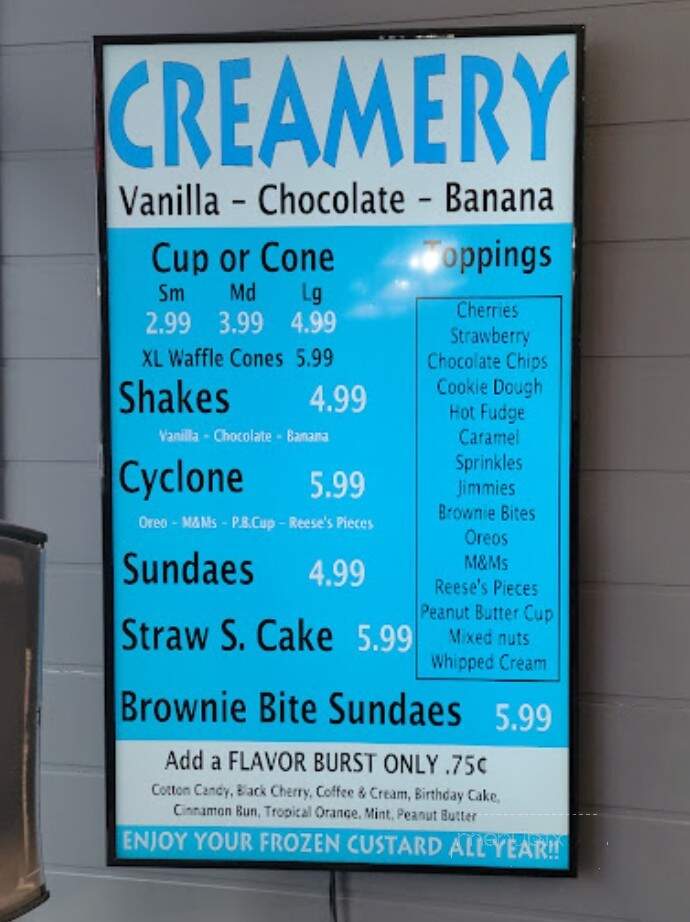 CREAMERY
Vanilla - Chocolate - Banana
Cup or Cone
Sm Md Lg
2.99 3.99 4.99
XL Waffle Cones 5.99
Shakes 4.99
Vanilla - Chocolate - Banana
Cyclone 5.99
Oreo - M&Ms - P.B.Cup - Reese's Pieces
Sundaes 4.99
Straw S. Cake 5.99
Brownie Bite Sundaes 5.99
Toppings
Cherries
Strawberry
Chocolate Chips
Cookie Dough
Hot Fudge
Caramel
Sprinkles
Jimmies
Brownie Bites
Oreos
M&Ms
Reese's Pieces
Peanut Butter Cup
Mixed nuts
Whipped Cream
Add a FLAVOR BURST ONLY .75¢
Cotton Candy, Black Cherry, Coffee & Cream, Birthday Cake,
Cinnamon Bun, Tropical Orange, Mint, Peanut Butter
ENJOY YOUR FROZEN CUSTARD ALL YEAR!!